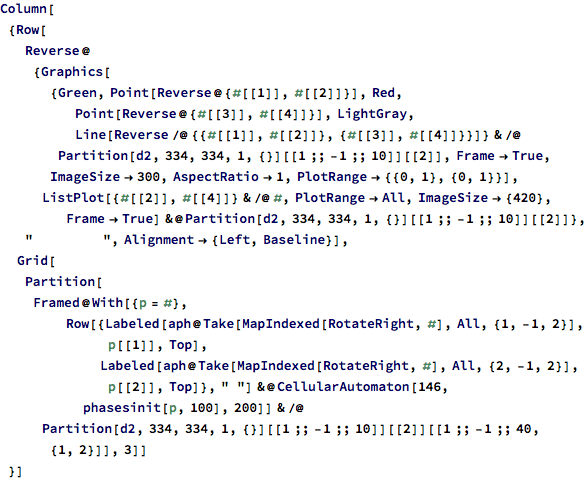 Column[
{Row[
Reverse@
{Graphics[
{Green, Point[Reverse@{#[[1]], #[[2]]}], Red,
Point[Reverse@{#[[3]], #[[4]]}], LightGray,
Line[Reverse/@{{#[[1]], #[[2]]}, {#[[3]], #[[4]]}}]}&/@
Partition[d2, 334, 334, 1, {}][[1;;-1;;10]][[2]], Frame→True,
ImageSize→300, AspectRatio→1, PlotRange→{{0, 1}, {0, 1}}],
ListPlot[{#[[2]], #[[4]]}&/@#, PlotRange→All, ImageSize→{420},
Frame→True]&@Partition[d2, 334, 334, 1, {}][[1;;-1;;10]][[2]]},
"        ", Alignment→{Left, Baseline}],
Grid[
Partition[
Framed@With[{p=#},
Row[{Labeled[aph@Take[MapIndexed[RotateRight, #], All, {1, -1, 2}],
p[[1]], Top],
Labeled[aph@Take[MapIndexed[RotateRight, #], All, {2, -1, 2}],
p[[2]], Top]}, " "]&@CellularAutomaton[146,
phasesinit[p, 100], 200]]&/@
Partition[d2, 334, 334, 1, {}][[1;;-1;;10]][[2]][[1;;-1;;40,
{1, 2}]], 3]]
}]